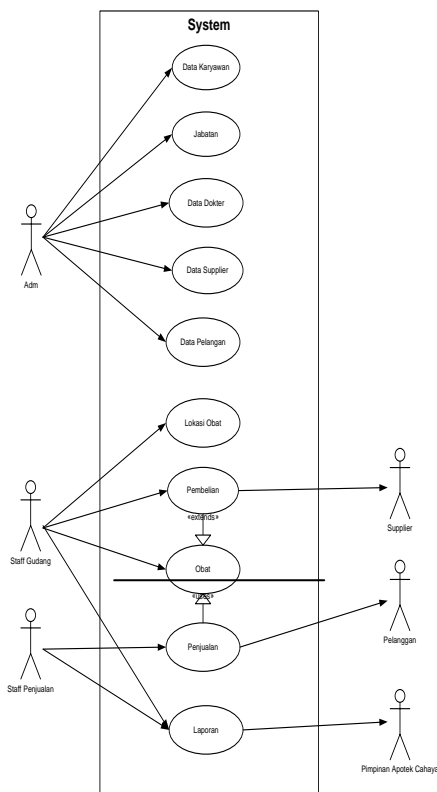 System
Data Karyawan
Jabatan
Data Dokter
Adm
Data Supplier
Data Pelangan
Lokasi Obat
Pembelian
«extends»
Supplier
Staff Gudang
Obat
«uses»
Pelanggan
Penjualan
Staff Penjualan
Laporan
Pimpinan Apotek Cahaya